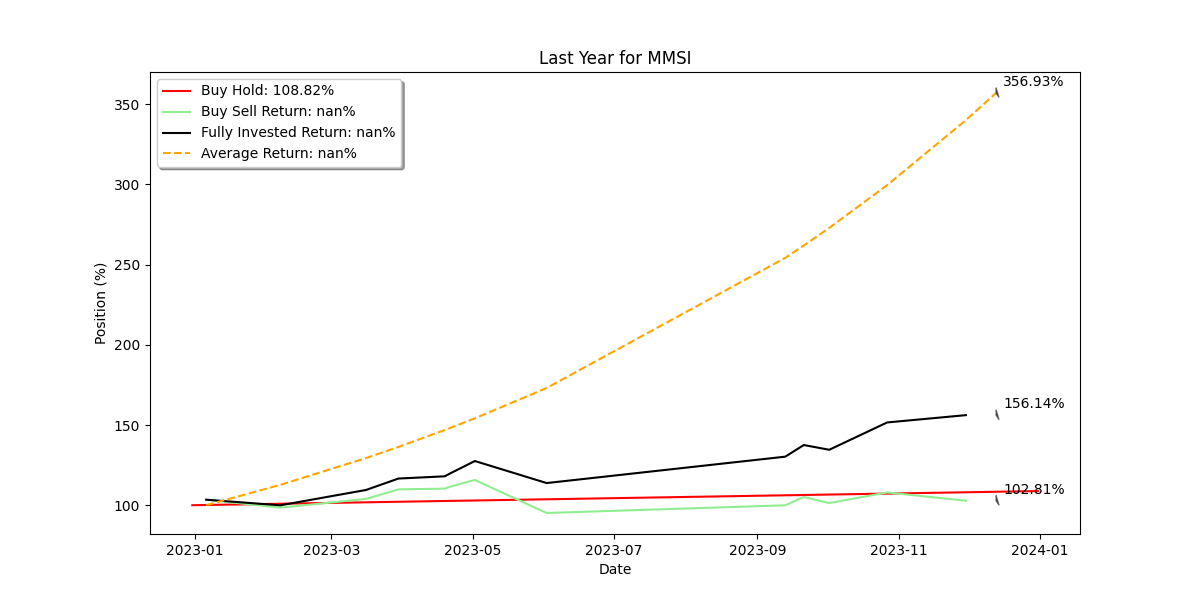 Last Year for MMSI
Buy Hold: 108.82%
Buy Sell Return: nan%
Fully Invested Return: nan%
Average Return: nan%
356.93%
156.14%
102.81%
Position (%)
350
300
250
200
150
100
2023-01
2023-03
2023-05
2023-07
2023-09
2023-11
2024-01
Date